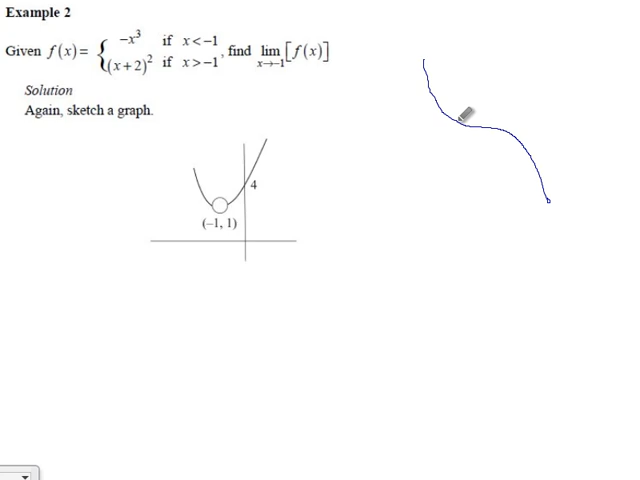 Example 2
Given f(x) = { -x³ if x<-1
(x+2)² if x>-1 , find lim x→-1 [f(x)]
Solution
Again, sketch a graph.
4
(-1, 1)